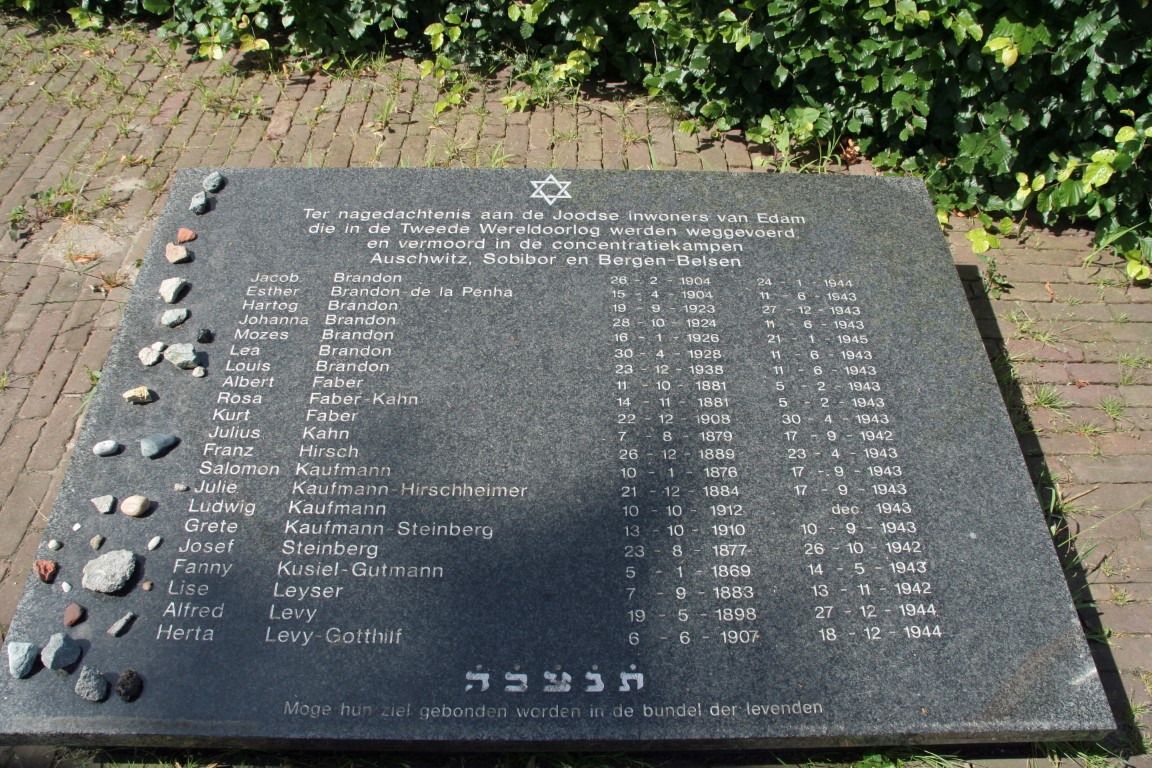 Ter nagedachtenis aan de Joodse inwoners van Edam
die in de Tweede Wereldoorlog werden weggevoerd
en vermoord in de concentratiekampen
Auschwitz, Sobibor en Bergen-Belsen
Jacob Brandon 26 - 2 - 1904 24 - 1 - 1944
Esther Brandon-de la Penha 15 - 4 - 1904 11 - 6 - 1943
Hartog Brandon 19 - 9 - 1923 27 - 12 - 1943
Johanna Brandon 28 - 10 - 1924 11 - 6 - 1943
Mozes Brandon 16 - 1 - 1926 21 - 1 - 1945
Lea Brandon 30 - 4 - 1928 11 - 6 - 1943
Louis Brandon 23 - 12 - 1938 11 - 6 - 1943
Albert Faber 11 - 10 - 1881 5 - 2 - 1943
Rosa Faber-Kahn 14 - 11 - 1881 5 - 2 - 1943
Kurt Faber 22 - 12 - 1908 30 - 4 - 1943
Julius Kahn 7 - 8 - 1879 17 - 9 - 1942
Franz Hirsch 26 - 12 - 1889 23 - 4 - 1943
Salomon Kaufmann 10 - 1 - 1876 17 - 9 - 1943
Julie Kaufmann-Hirschheimer 21 - 12 - 1884 17 - 9 - 1943
Ludwig Kaufmann 10 - 10 - 1912 dec. 1943
Grete Kaufmann-Steinberg 13 - 10 - 1910 10 - 9 - 1943
Josef Steinberg 23 - 8 - 1877 26 - 10 - 1942
Fanny Kusiel-Gutmann 5 - 1 - 1869 14 - 5 - 1943
Lise Leyser 7 - 9 - 1883 13 - 11 - 1942
Alfred Levy 19 - 5 - 1898 27 - 12 - 1944
Herta Levy-Gotthilf 6 - 6 - 1907 18 - 12 - 1944
ת֗נ֗צ֗ב֗ה֗
Moge hun ziel gebonden worden in de bundel der levenden